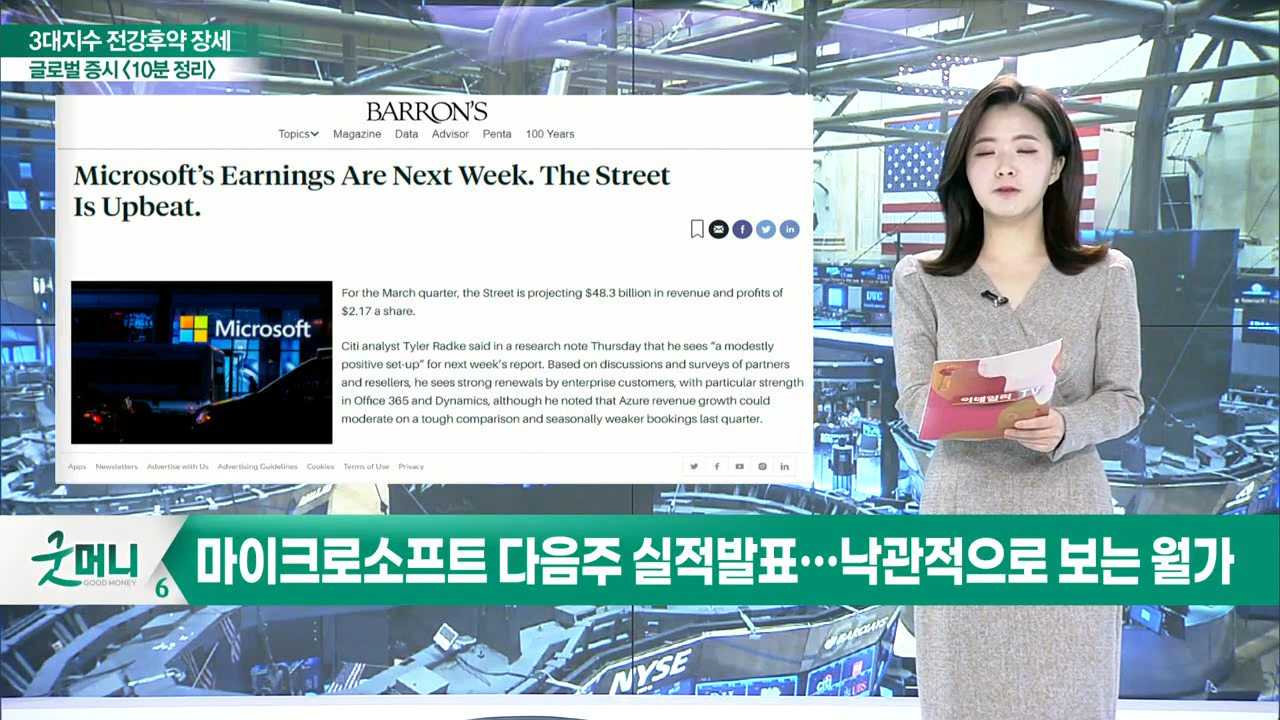 3대지수 전강후약 장세
글로벌 증시 <10분 정리>
BARRON'S
Topics Magazine Data Advisor Penta 100 Years
Microsoft's Earnings Are Next Week. The Street
Is Upbeat.
Microsoft
For the March quarter, the Street is projecting $48.3 billion in revenue and profits of
$2.17 a share.
Citi analyst Tyler Radke said in a research note Thursday that he sees "a modestly
positive set-up" for next week's report. Based on discussions and surveys of partners
and resellers, he sees strong renewals by enterprise customers, with particular strength
in Office 365 and Dynamics, although he noted that Azure revenue growth could
moderate on a tough comparison and seasonally weaker bookings last quarter.
Apps Newsletters Advertise with Us Advertising Guidelines Cookies Terms of Use Privacy
이데일리 TV
굿머니
GOOD MONEY
6
마이크로소프트 다음주 실적발표…낙관적으로 보는 월가
BARCLAYS
NYSE
citi
UBS